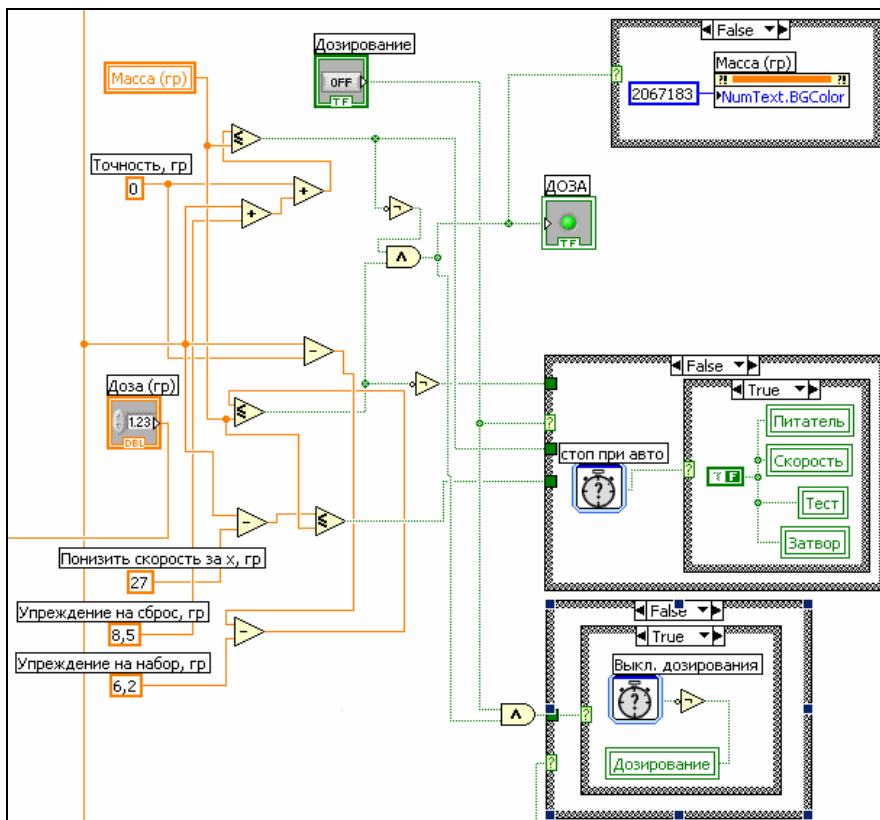 False
Дозирование
Масса (гр)
Масса (гр)
OFF
TF
2067183
NumText.BGColor
Точность, гр
0
ДОЗА
TF
False
True
Доза (гр)
1.23
DBL
Питатель
стоп при авто
Скорость
F
Тест
Затвор
Понизить скорость за х, гр
27
Упреждение на сброс, гр
8,5
False
True
Упреждение на набор, гр
6,2
Выкл. дозирования
Дозирование